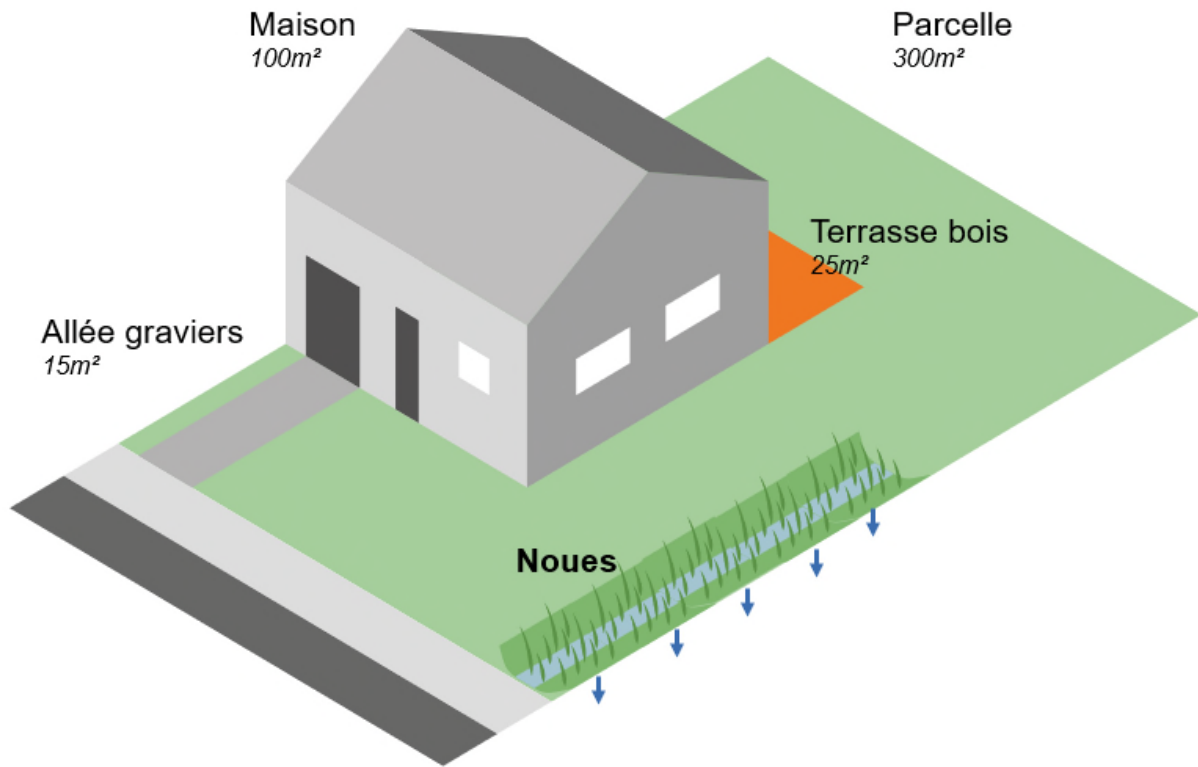 Maison
100m²
Parcelle
300m²
Terrasse bois
25m²
Allée graviers
15m²
Noues